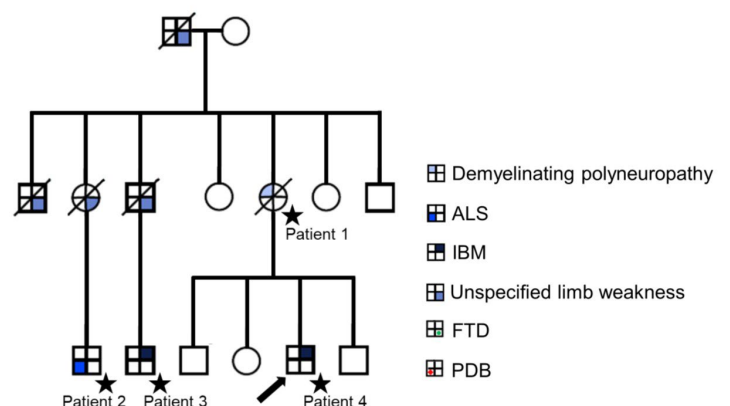 Demyelinating polyneuropathy
ALS
IBM
Unspecified limb weakness
FTD
PDB
Patient 1
Patient 2
Patient 3
Patient 4